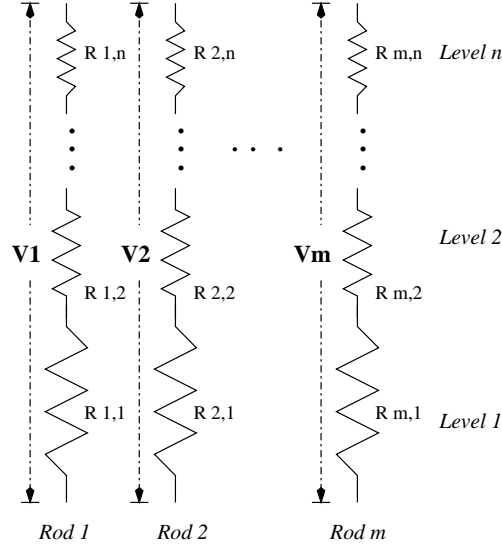 R 1,n R 2,n R m,n Level n
V1 V2 Vm Level 2
R 1,2 R 2,2 R m,2
R 1,1 R 2,1 R m,1 Level 1
Rod 1 Rod 2 Rod m